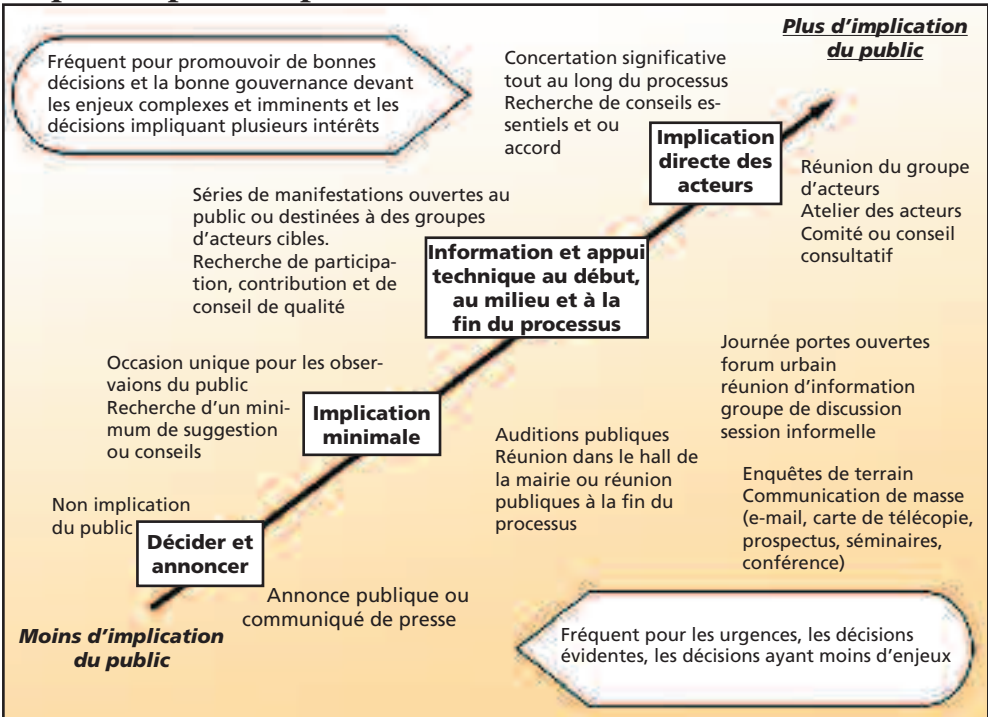 Plus d'implication
du public
Fréquent pour promouvoir de bonnes
décisions et la bonne gouvernance devant
les enjeux complexes et imminents et les
décisions impliquant plusieurs intérêts
Concertation significative
tout au long du processus
Recherche de conseils es-
sentiels et ou
accord
Implication
directe des
acteurs
Réunion du groupe
d'acteurs
Atelier des acteurs
Comité ou conseil
consultatif
Séries de manifestations ouvertes au
public ou destinées à des groupes
d'acteurs cibles.
Recherche de participa-
tion, contribution et de
conseil de qualité
Information et appui
technique au début,
au milieu et à la
fin du processus
Journée portes ouvertes
forum urbain
réunion d'information
groupe de discussion
session informelle
Enquêtes de terrain
Communication de masse
(e-mail, carte de télécopie,
prospectus, séminaires,
conférence)
Occasion unique pour les obser-
vaions du public
Recherche d'un mini-
mum de suggestion
ou conseils
Implication
minimale
Auditions publiques
Réunion dans le hall de
la mairie ou réunion
publiques à la fin du
processus
Non implication
du public
Décider et
annoncer
Annonce publique ou
communiqué de presse
Moins d'implication
du public
Fréquent pour les urgences, les décisions
évidentes, les décisions ayant moins d'enjeux